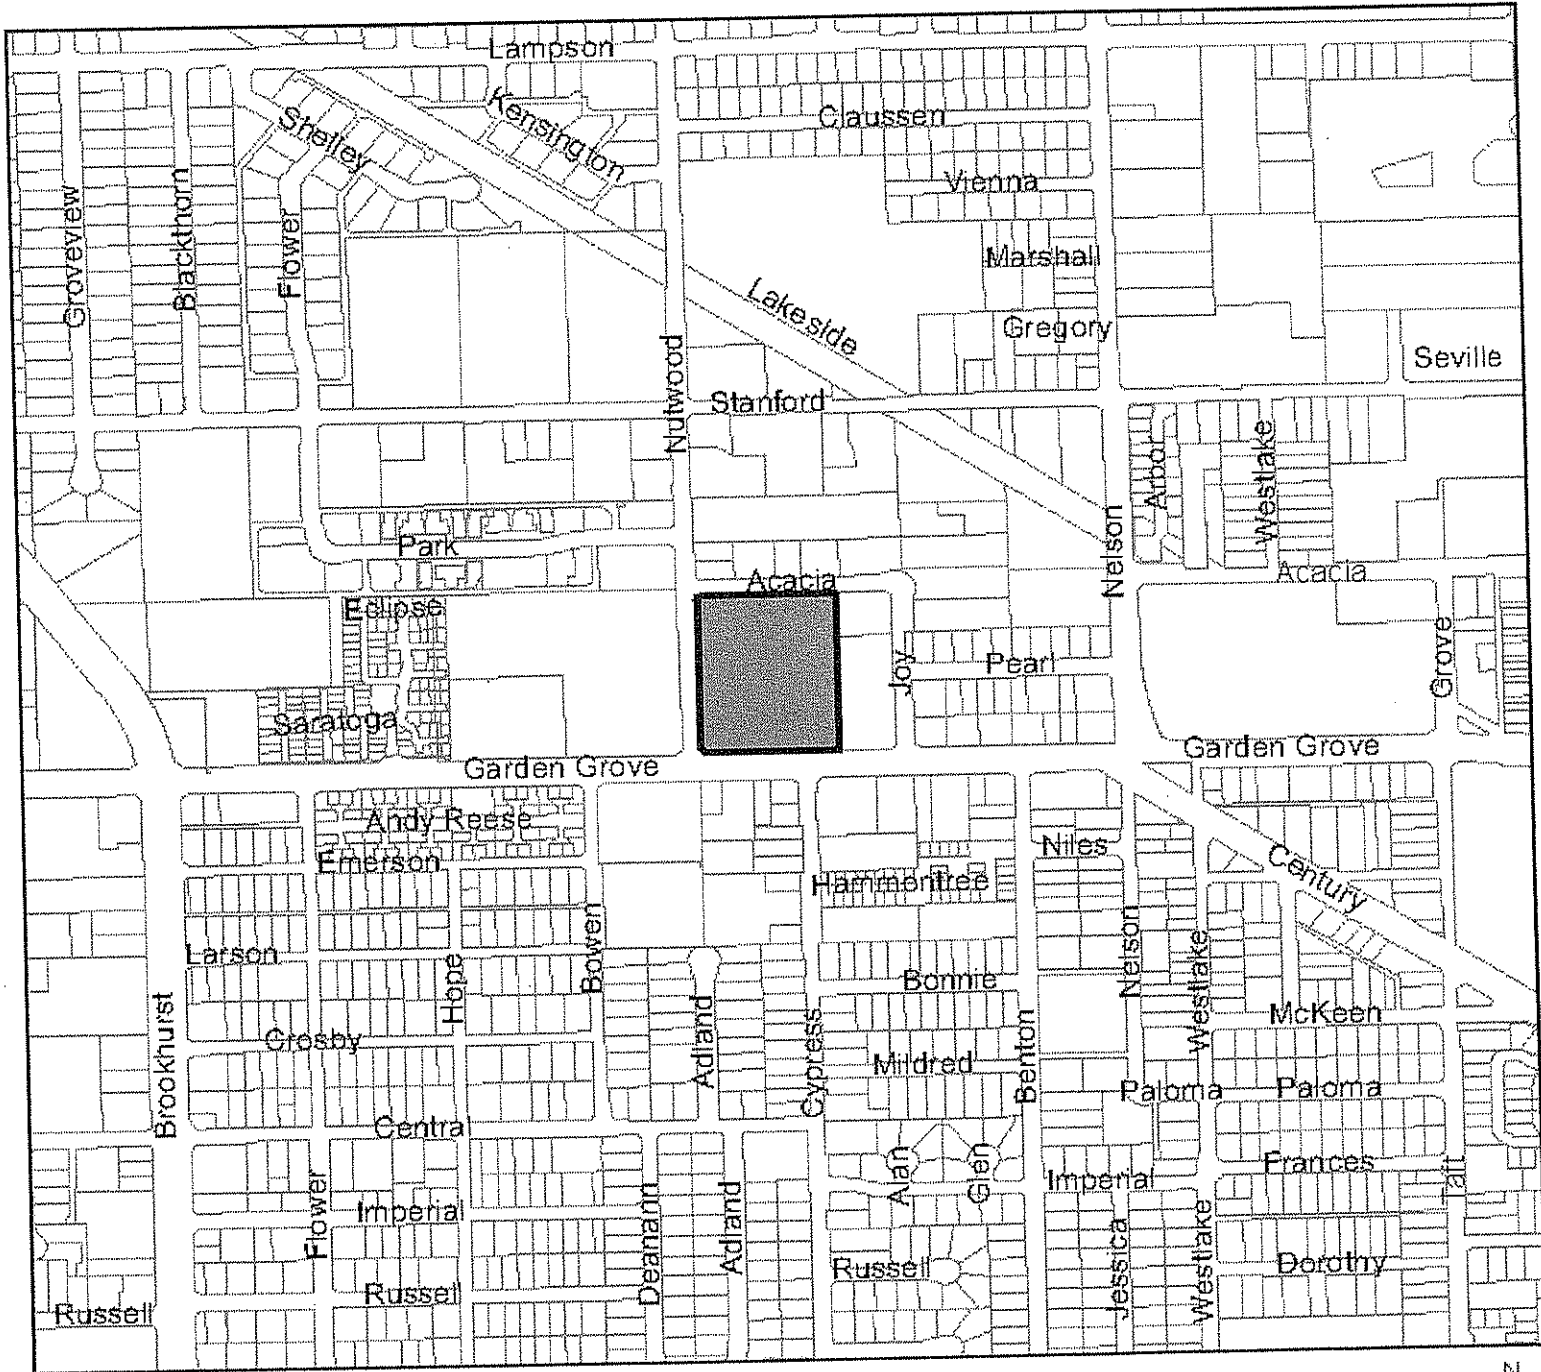 Lampson
Kensington
Shelley
Claussen
Vienna
Groveview
Blackthorn
Flower
Marshall
Lakeside
Gregory
Seville
Nutwood
Stanford
Arbor
Westlake
Nelson
Park
Acacia
Acacia
Eclipse
Joy
Pearl
Grove
Saratoga
Garden Grove
Garden Grove
Andy Reese
Emerson
Niles
Hammontree
Century
Larson
Hope
Bowen
Bonnie
Nelson
Westlake
Brookhurst
Crosby
Adland
Cypress
Mildred
Benton
McKeen
Paloma
Paloma
Central
Alan
Glen
Imperial
Frances
Taft
Flower
Imperial
Deanann
Adland
Russell
Jessica
Westlake
Dorothy
Russell
Russell
N